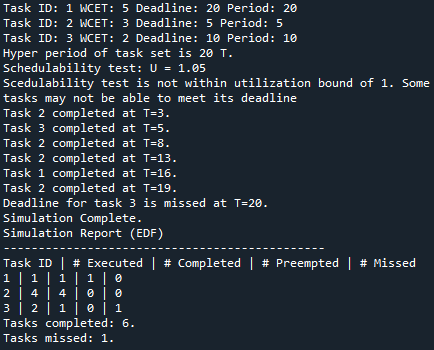 Task ID: 1 WCET: 5 Deadline: 20 Period: 20
Task ID: 2 WCET: 3 Deadline: 5 Period: 5
Task ID: 3 WCET: 2 Deadline: 10 Period: 10
Hyper period of task set is 20 T.
Schedulability test: U = 1.05
Scedulability test is not within utilization bound of 1. Some
tasks may not be able to meet its deadline
Task 2 completed at T=3.
Task 3 completed at T=5.
Task 2 completed at T=8.
Task 2 completed at T=13.
Task 1 completed at T=16.
Task 2 completed at T=19.
Deadline for task 3 is missed at T=20.
Simulation Complete.
Simulation Report (EDF)
----------------------------------------------
Task ID | # Executed | # Completed | # Preempted | # Missed
1 | 1 | 1 | 1 | 0
2 | 4 | 4 | 0 | 0
3 | 2 | 1 | 0 | 1
Tasks completed: 6.
Tasks missed: 1.